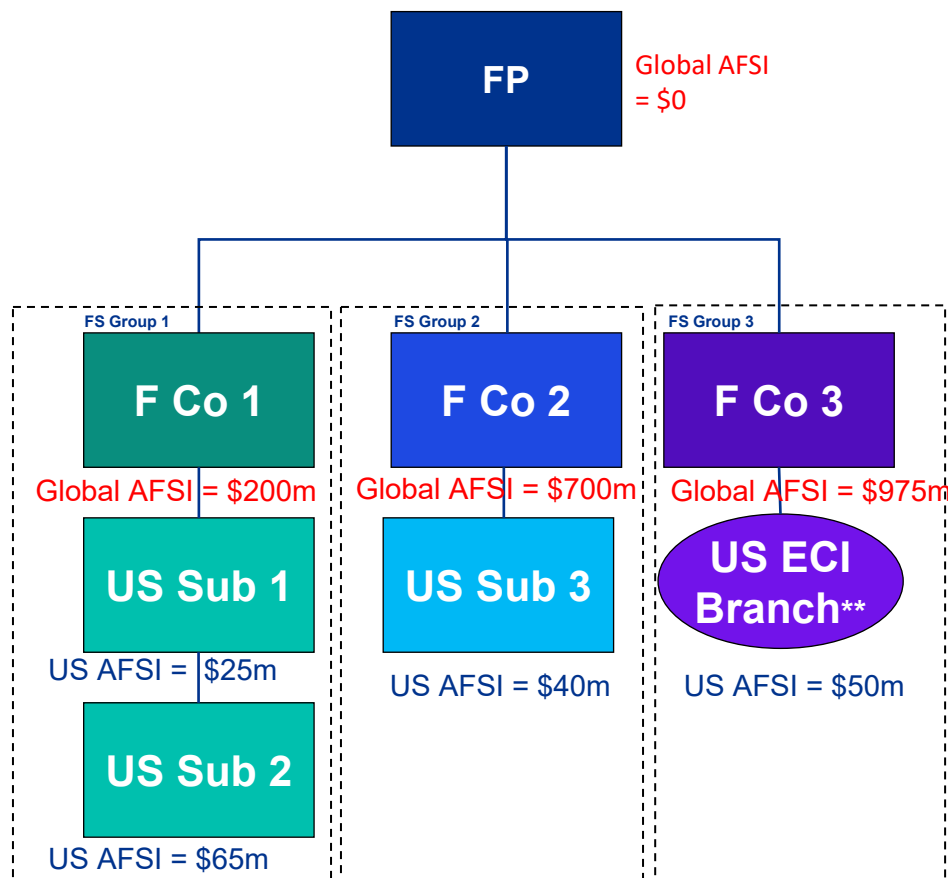 FP
Global AFSI
= $0
FS Group 1
FS Group 2
FS Group 3
F Co 1
F Co 2
F Co 3
Global AFSI = $200m
Global AFSI = $700m
Global AFSI = $975m
US Sub 1
US Sub 3
US ECI
Branch**
US AFSI = $25m
US AFSI = $40m
US AFSI = $50m
US Sub 2
US AFSI = $65m